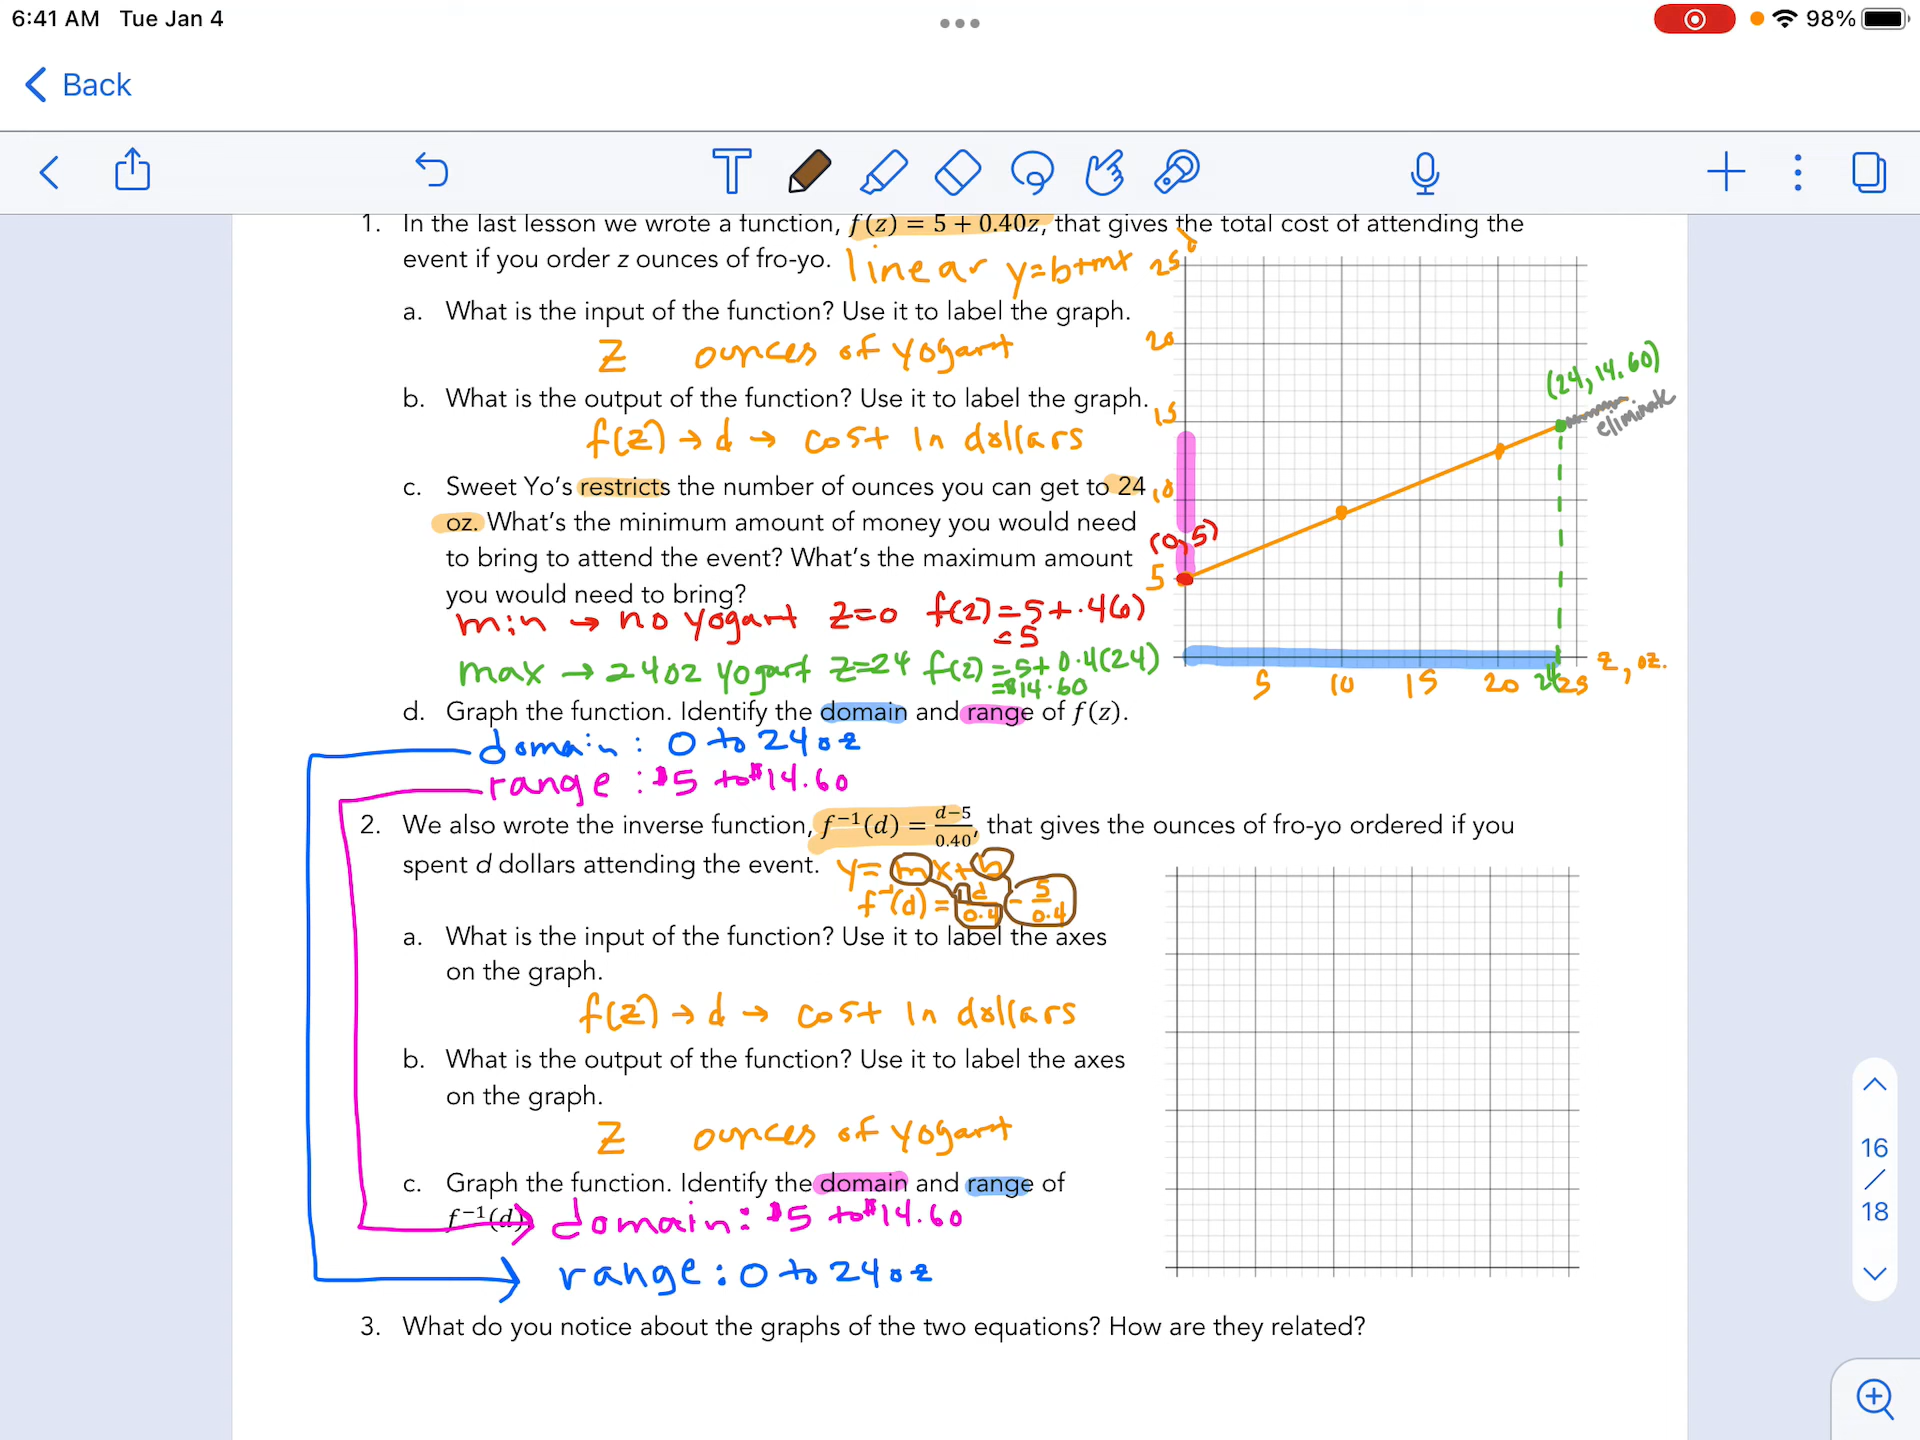 6:41 AM Tue Jan 4
98%
Back
1. In the last lesson we wrote a function, f(z) = 5 + 0.40z, that gives the total cost of attending the
event if you order z ounces of fro-yo. linear y=b+mx
a. What is the input of the function? Use it to label the graph.
z ounces of yogart
b. What is the output of the function? Use it to label the graph.
f(z) → d → cost in dollars
c. Sweet Yo's restricts the number of ounces you can get to 24
oz. What's the minimum amount of money you would need
to bring to attend the event? What's the maximum amount
you would need to bring?
min → no yogart z=0 f(z)=5+.4(0)
=5
max → 24oz yogart z=24 f(z)=5+0.4(24)
=$14.60
d. Graph the function. Identify the domain and range of f(z).
domain: 0 to 24oz
range: $5 to $14.60
d
25
20
15
10
5
(0,5)
(24, 14.60)
eliminate
5 10 15 20 24 25 z, oz.
2. We also wrote the inverse function, f⁻¹(d) = d−5/0.40, that gives the ounces of fro-yo ordered if you
spent d dollars attending the event. y=mx+b
f⁻¹(d) = 1d/0.4 - 5/0.4
a. What is the input of the function? Use it to label the axes
on the graph.
f(z) → d → cost in dollars
b. What is the output of the function? Use it to label the axes
on the graph.
z ounces of yogart
c. Graph the function. Identify the domain and range of
f⁻¹(d) domain: $5 to $14.60
range: 0 to 24oz
3. What do you notice about the graphs of the two equations? How are they related?
16
/
18